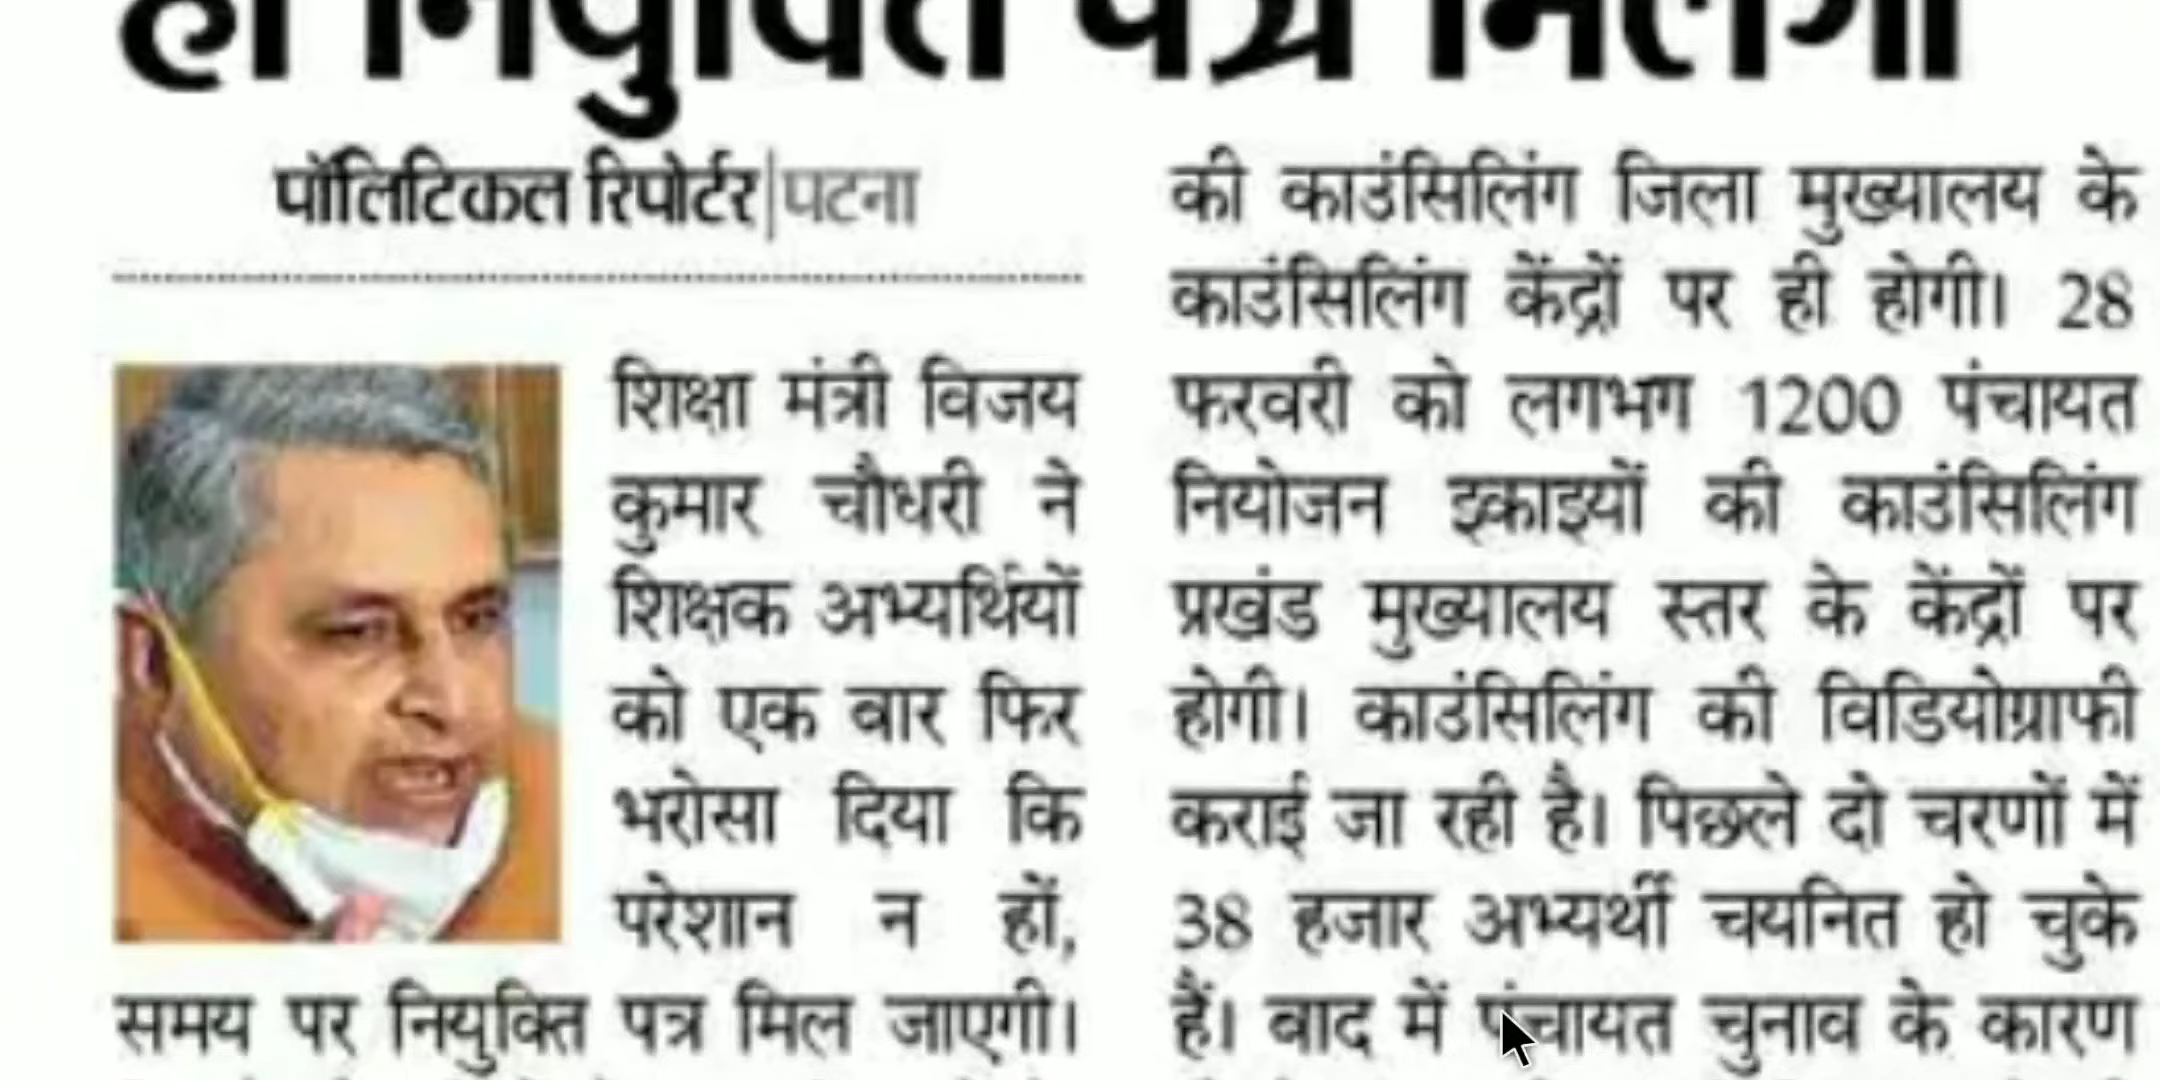 ही नियुक्ति पत्र मिलेगा
पॉलिटिकल रिपोर्टर|पटना
शिक्षा मंत्री विजय
कुमार चौधरी ने
शिक्षक अभ्यर्थियों
को एक बार फिर
भरोसा दिया कि
परेशान न हों,
समय पर नियुक्ति पत्र मिल जाएगी।
की काउंसिलिंग जिला मुख्यालय के
काउंसिलिंग केंद्रों पर ही होगी। 28
फरवरी को लगभग 1200 पंचायत
नियोजन इकाइयों की काउंसिलिंग
प्रखंड मुख्यालय स्तर के केंद्रों पर
होगी। काउंसिलिंग की विडियोग्राफी
कराई जा रही है। पिछले दो चरणों में
38 हजार अभ्यर्थी चयनित हो चुके
हैं। बाद में पंचायत चुनाव के कारण